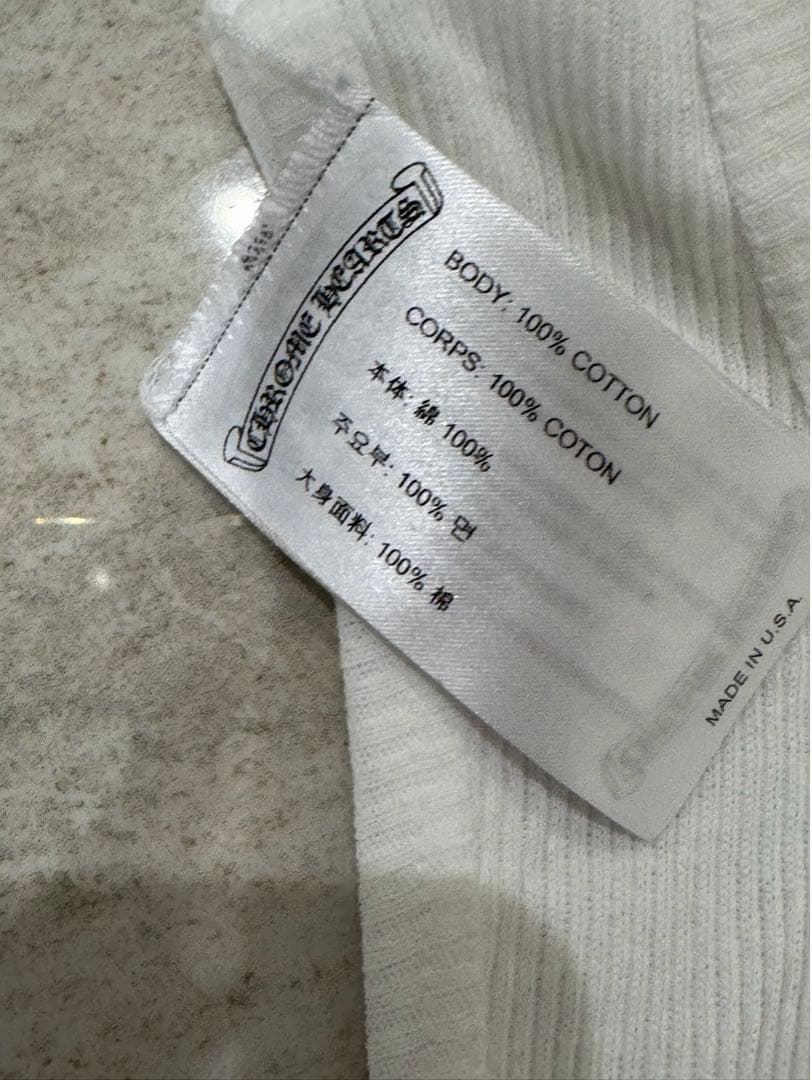 CHROME HEARTS
BODY: 100% COTTON
CORPS: 100% COTON
本体: 綿 100%
주요부: 100% 면
大身面料: 100% 棉
MADE IN U.S.A.